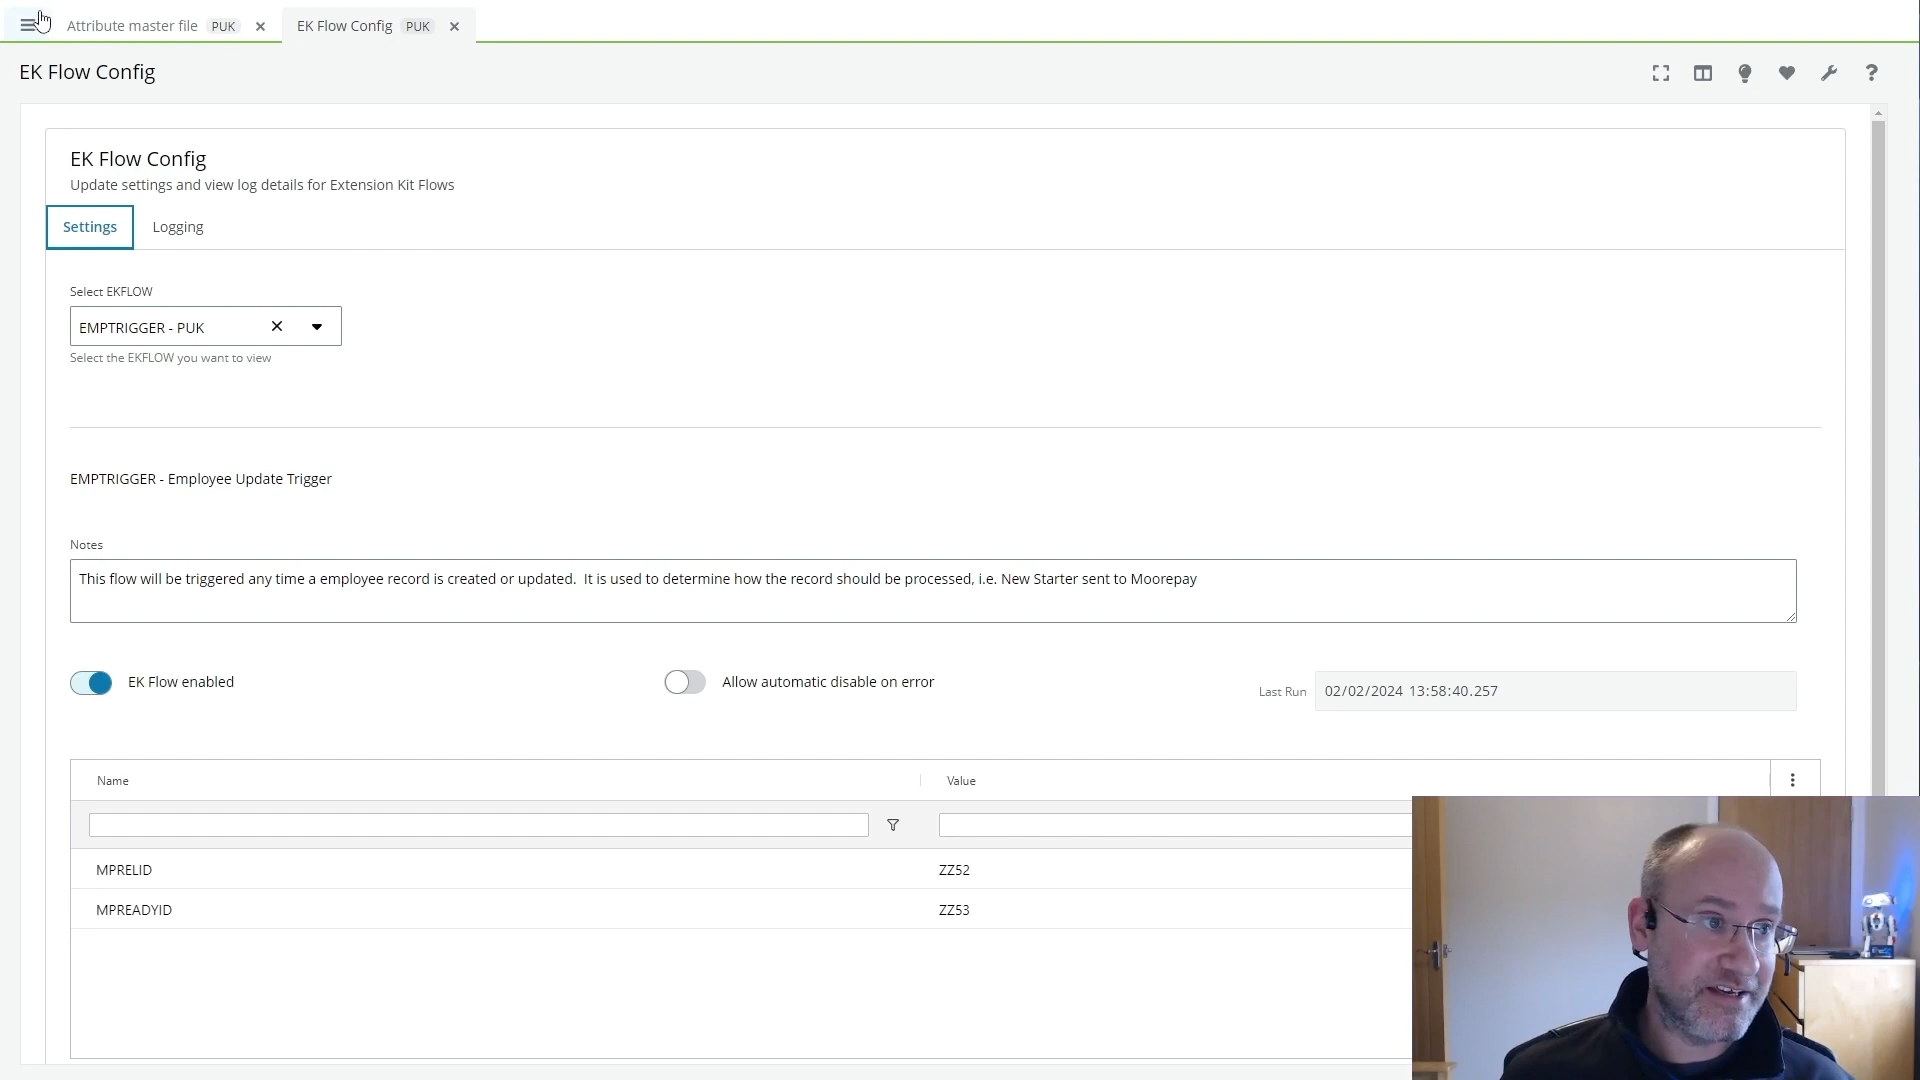 Attribute master file PUK
EK Flow Config PUK
EK Flow Config
EK Flow Config
Update settings and view log details for Extension Kit Flows
Settings
Logging
Select EKFLOW
EMPTRIGGER - PUK
Select the EKFLOW you want to view
EMPTRIGGER - Employee Update Trigger
Notes
This flow will be triggered any time a employee record is created or updated.  It is used to determine how the record should be processed, i.e. New Starter sent to Moorepay
EK Flow enabled
Allow automatic disable on error
Last Run
02/02/2024 13:58:40.257
Name
Value
MPRELID
ZZ52
MPREADYID
ZZ53